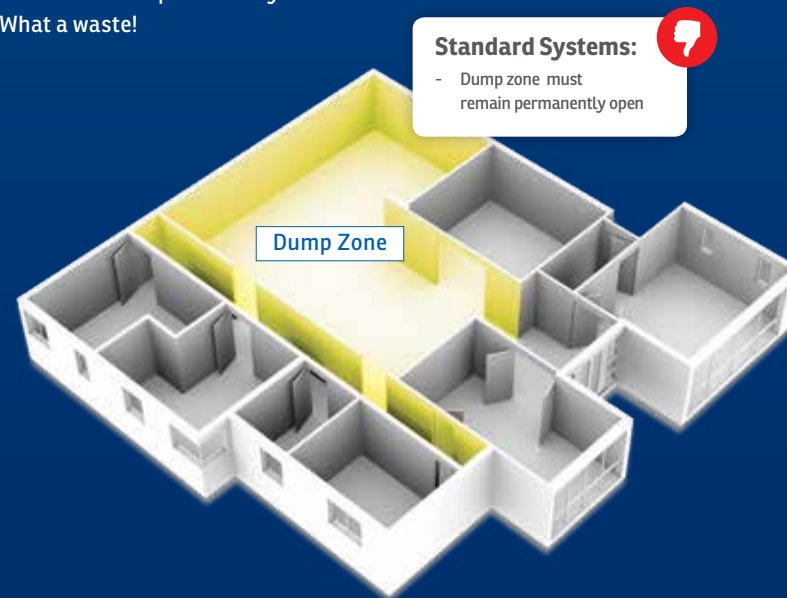 What a waste!
Standard Systems:
- Dump zone must
remain permanently open
Dump Zone